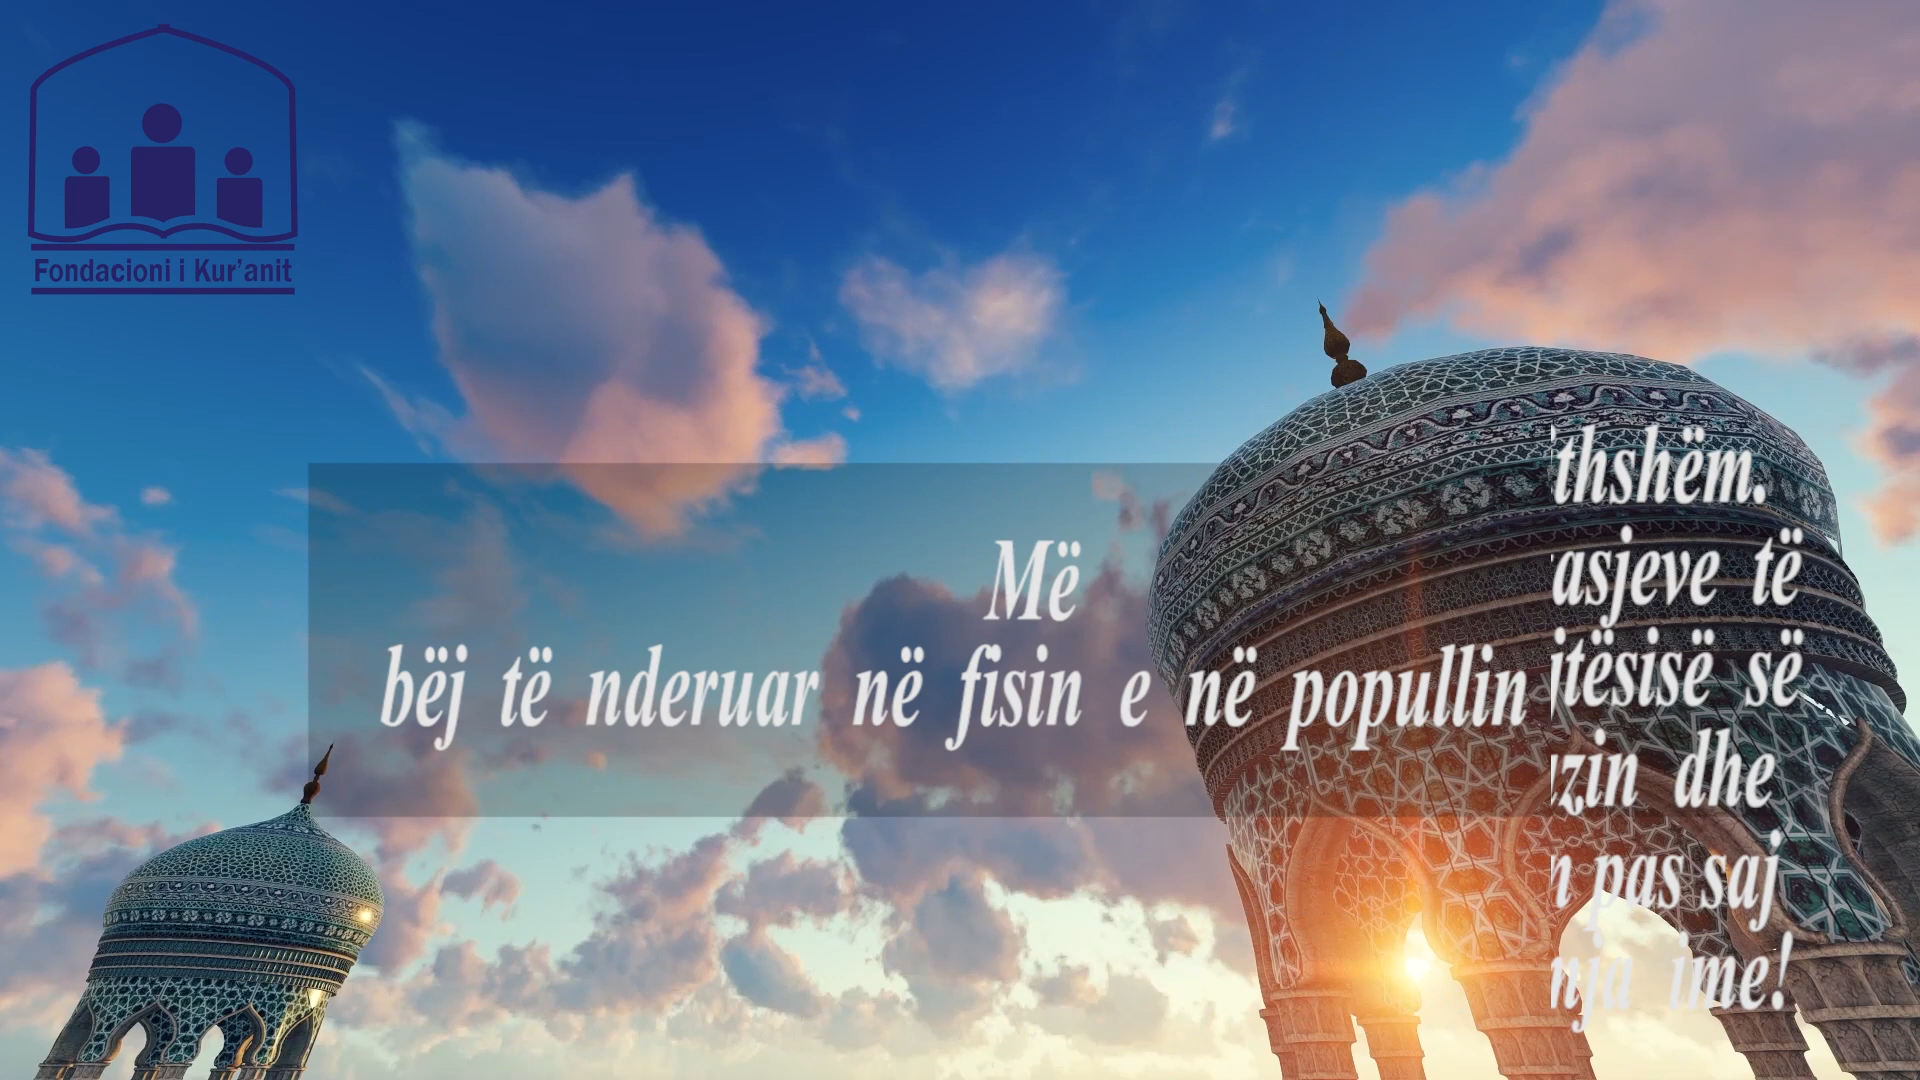 Fondacioni i Kur'anit
Më
bëj të nderuar në fisin e në popullin
thshëm.
asjeve të
itësisë së
zin dhe
pas saj
nja ime!